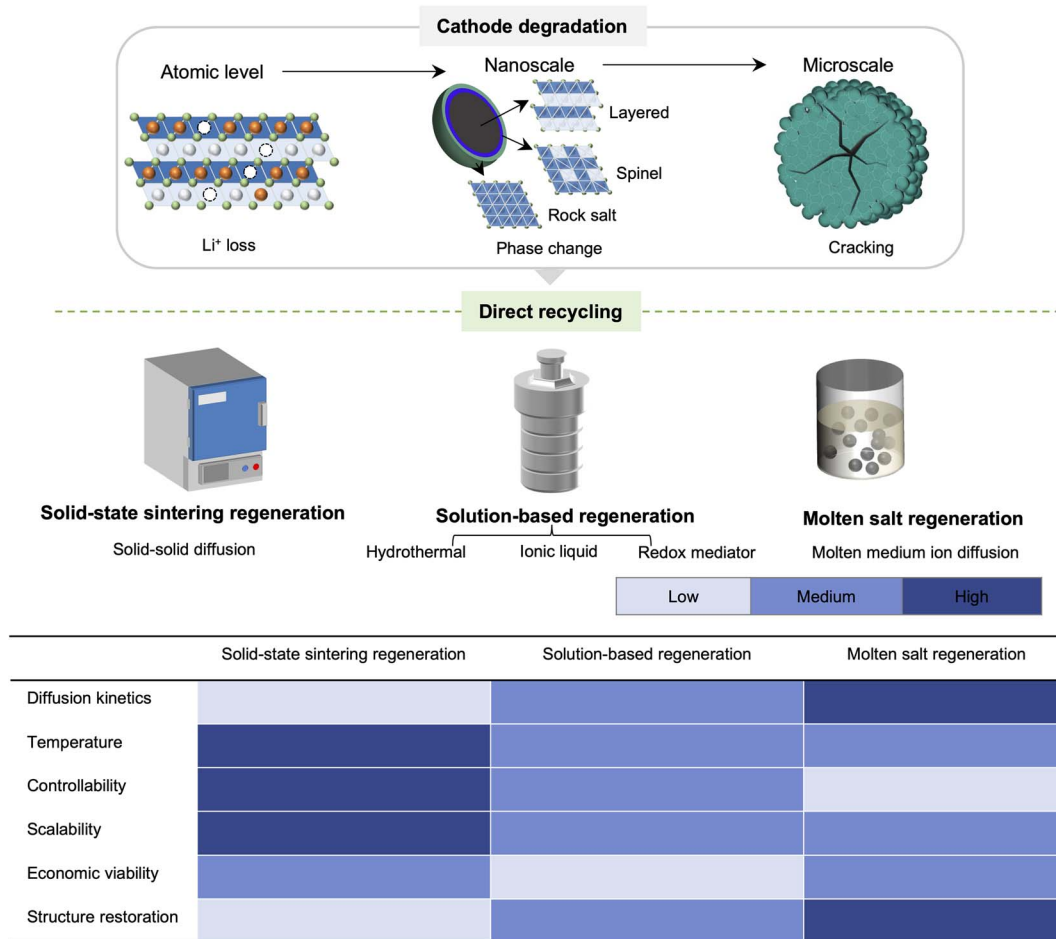 Cathode degradation
Atomic level
Nanoscale
Microscale
Layered
Spinel
Rock salt
Li⁺ loss
Phase change
Cracking
Direct recycling
Solid-state sintering regeneration
Solution-based regeneration
Molten salt regeneration
Solid-solid diffusion
Hydrothermal
Ionic liquid
Redox mediator
Molten medium ion diffusion
Low
Medium
High
Solid-state sintering regeneration
Solution-based regeneration
Molten salt regeneration
Diffusion kinetics
Temperature
Controllability
Scalability
Economic viability
Structure restoration